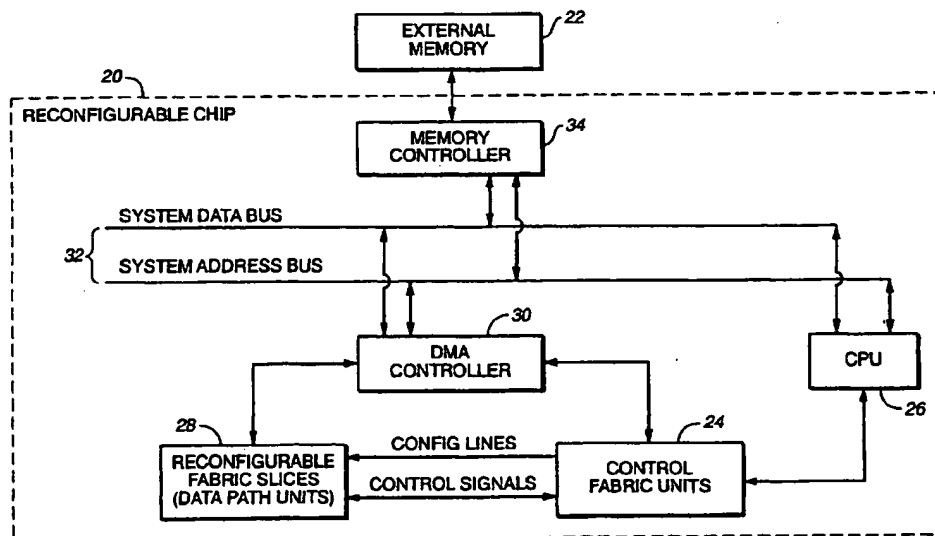 EXTERNAL
MEMORY
22
20
RECONFIGURABLE CHIP
MEMORY
CONTROLLER
34
SYSTEM DATA BUS
32
SYSTEM ADDRESS BUS
30
DMA
CONTROLLER
CPU
26
28
RECONFIGURABLE
FABRIC SLICES
(DATA PATH UNITS)
CONFIG LINES
CONTROL SIGNALS
24
CONTROL
FABRIC UNITS